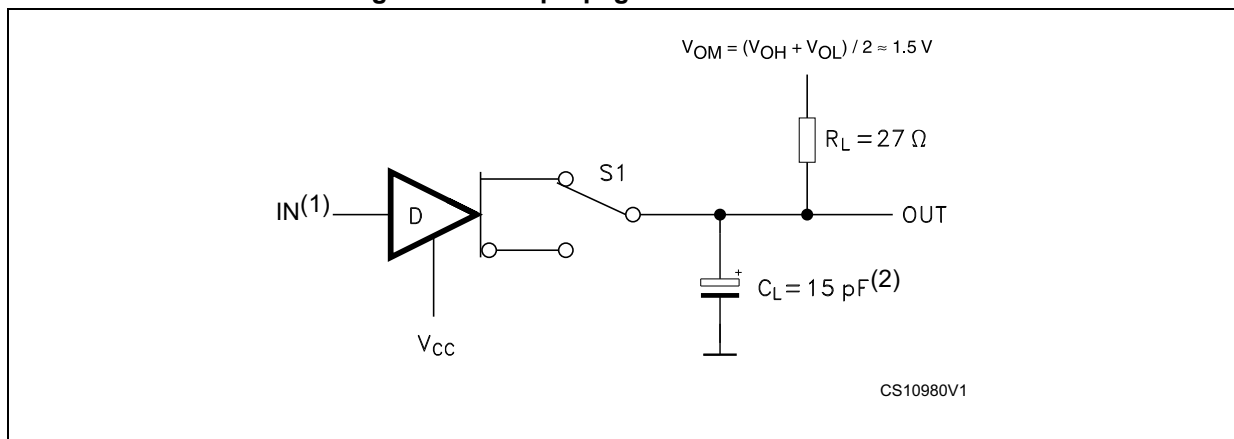 V_OM = (V_OH + V_OL) / 2 ≈ 1.5 V
R_L = 27 Ω
S1
IN(1)
D
OUT
+
C_L = 15 pF(2)
V_CC
CS10980V1